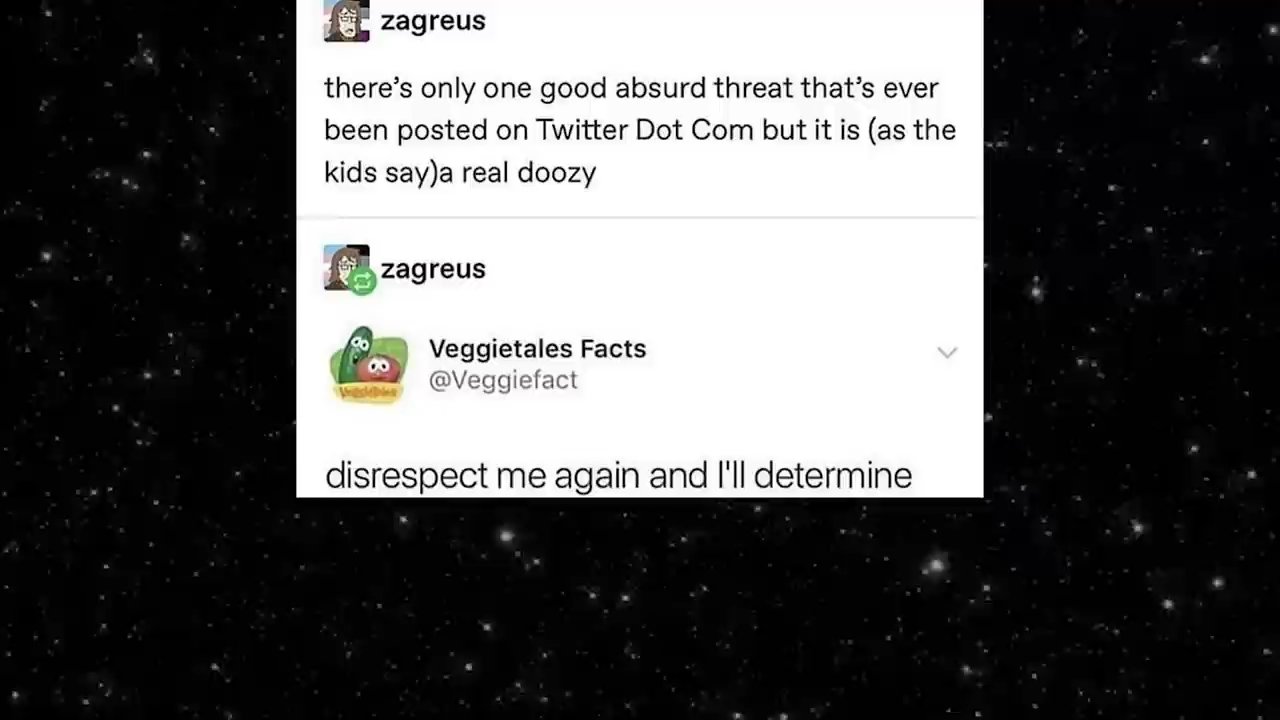 zagreus
there's only one good absurd threat that's ever
been posted on Twitter Dot Com but it is (as the
kids say)a real doozy
zagreus
Veggietales Facts
@Veggiefact
VeggieTales
disrespect me again and I'll determine